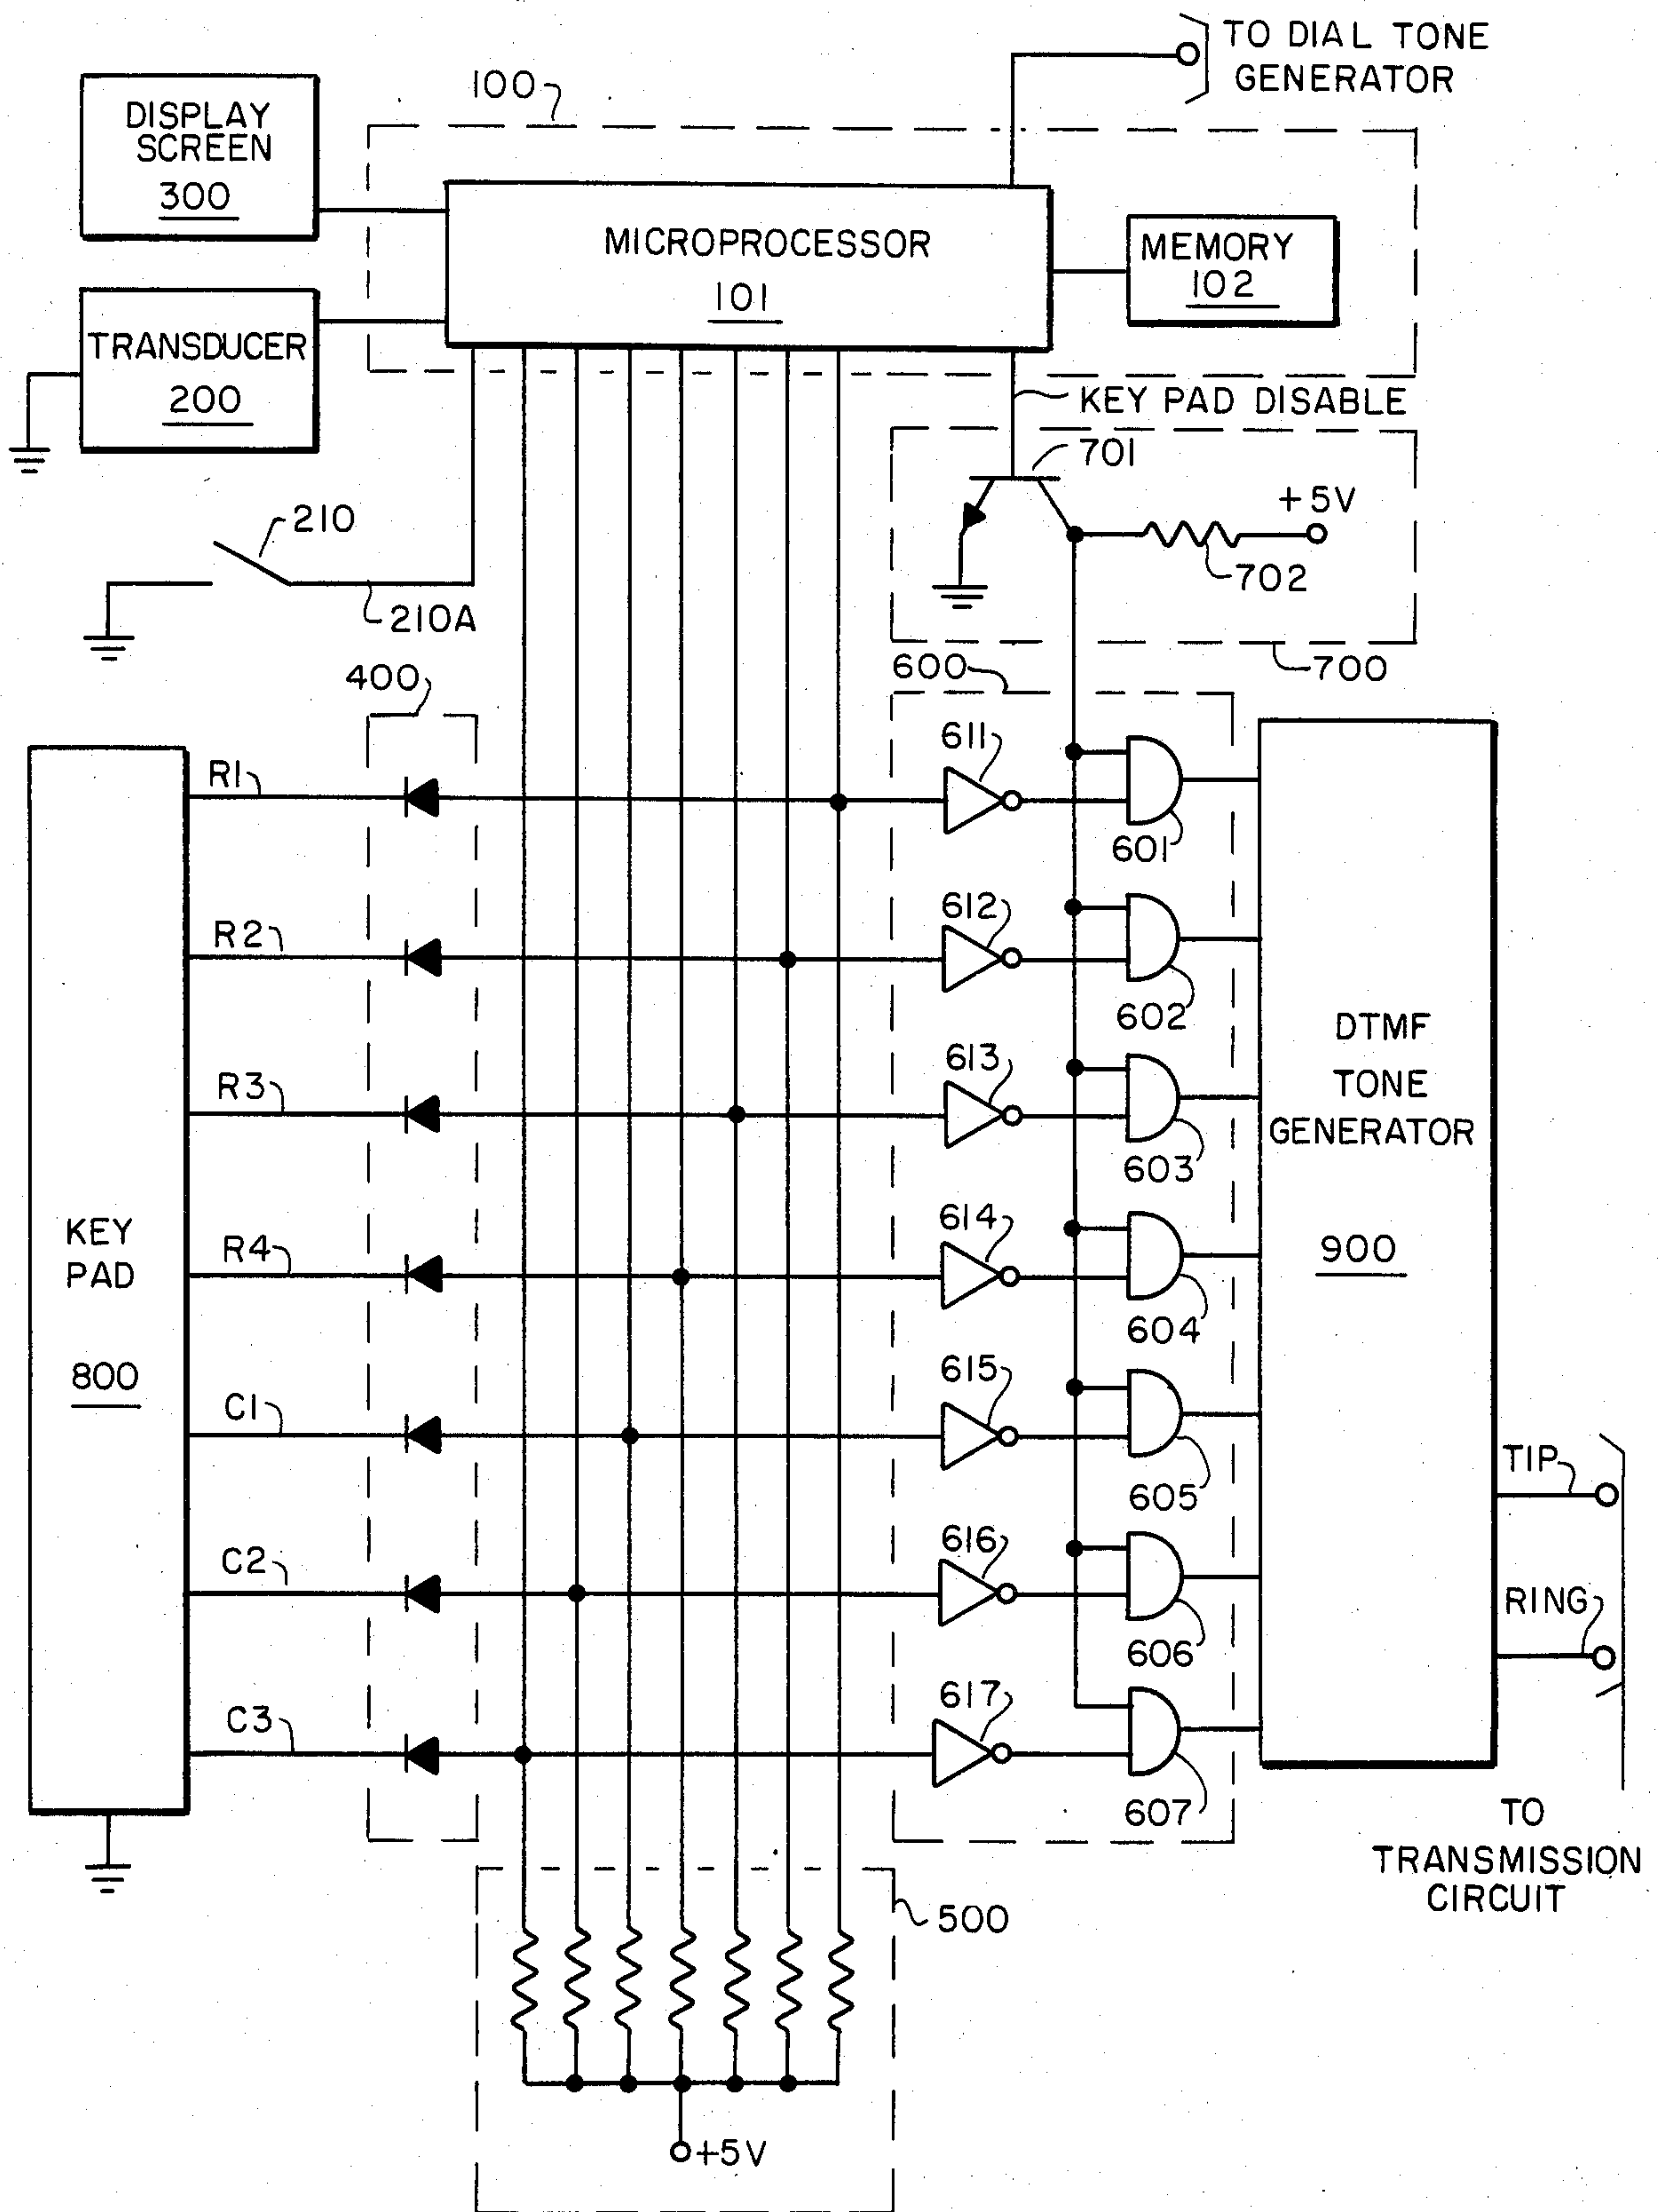 TO DIAL TONE
GENERATOR
100
DISPLAY
SCREEN
300
MICROPROCESSOR
101
MEMORY
102
TRANSDUCER
200
KEY PAD DISABLE
701
+5V
702
210
210A
700
600
400
R1
611
601
R2
612
602
R3
613
603
R4
614
604
C1
615
605
C2
616
606
C3
617
607
KEY
PAD
800
DTMF
TONE
GENERATOR
900
TIP
RING
TO
TRANSMISSION
CIRCUIT
500
+5V